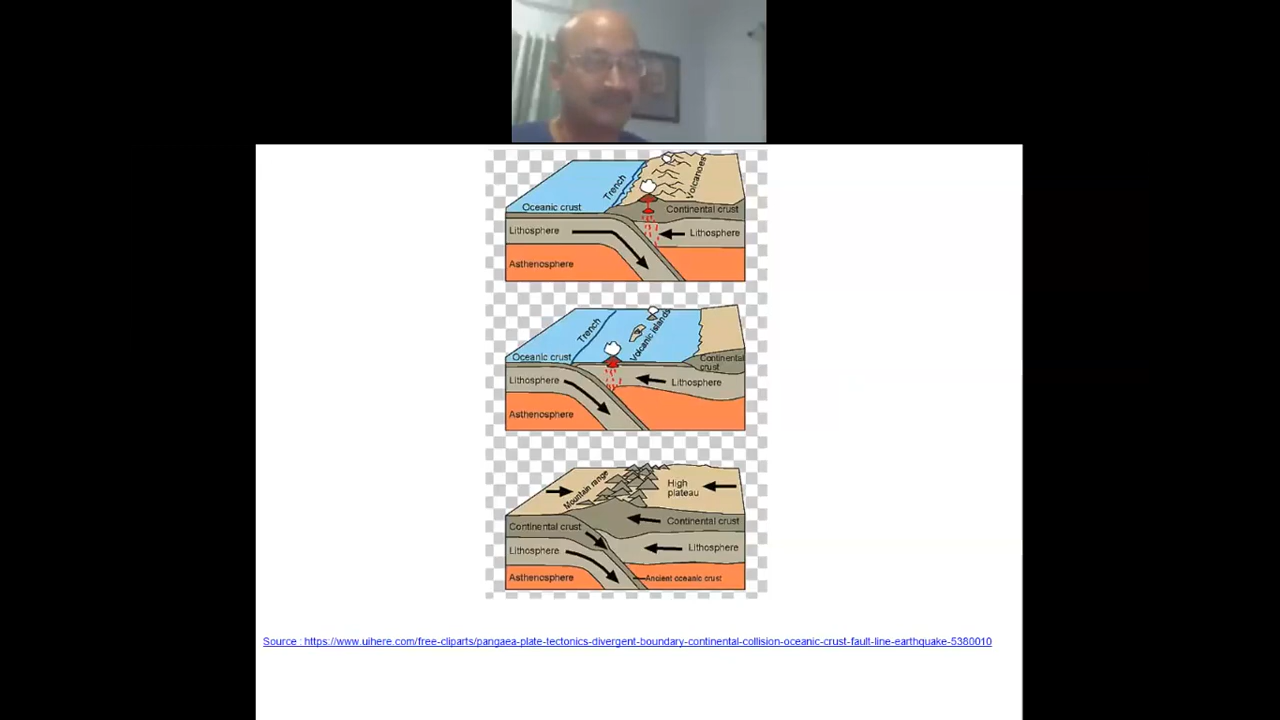 Trench
Volcanoes
Oceanic crust
Continental crust
Lithosphere
Lithosphere
Asthenosphere
Trench
Volcanic islands
Oceanic crust
Continental
crust
Lithosphere
Lithosphere
Asthenosphere
Mountain range
High
plateau
Continental crust
Continental crust
Lithosphere
Lithosphere
Asthenosphere
Ancient oceanic crust
Source : https://www.uihere.com/free-cliparts/pangaea-plate-tectonics-divergent-boundary-continental-collision-oceanic-crust-fault-line-earthquake-5380010